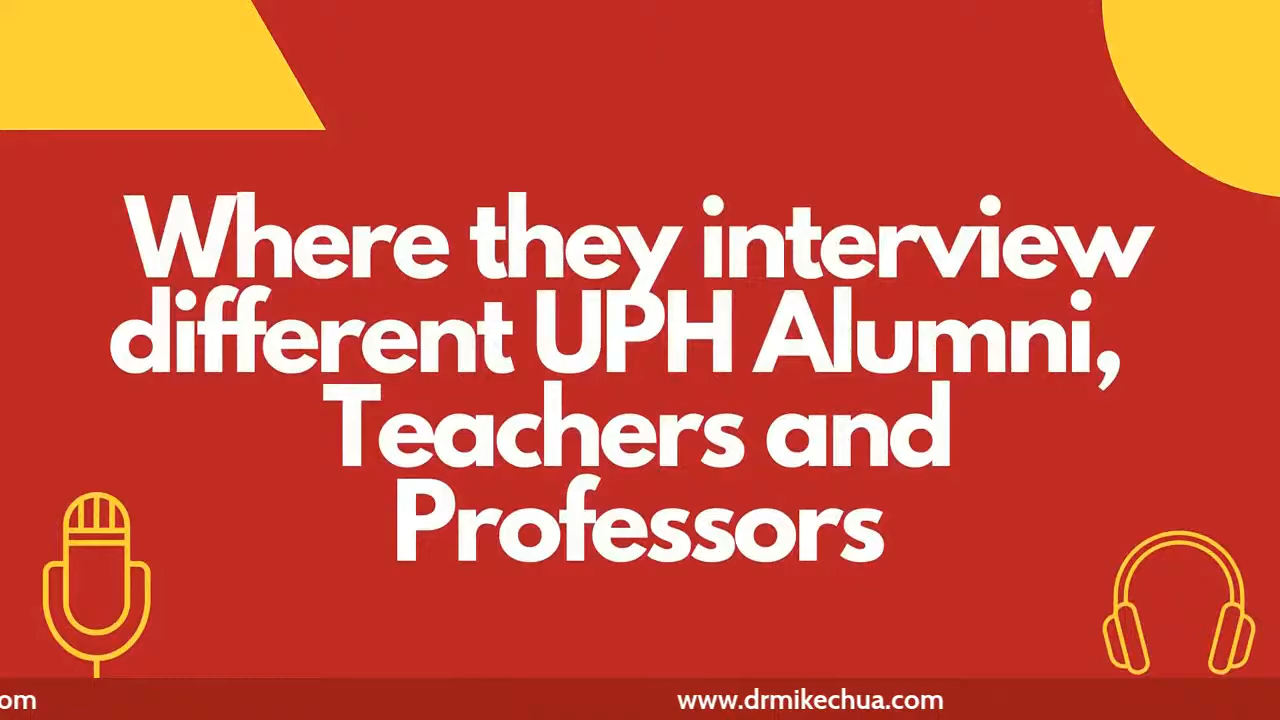 Where they interview
different UPH Alumni,
Teachers and
Professors
om www.drmikechua.com